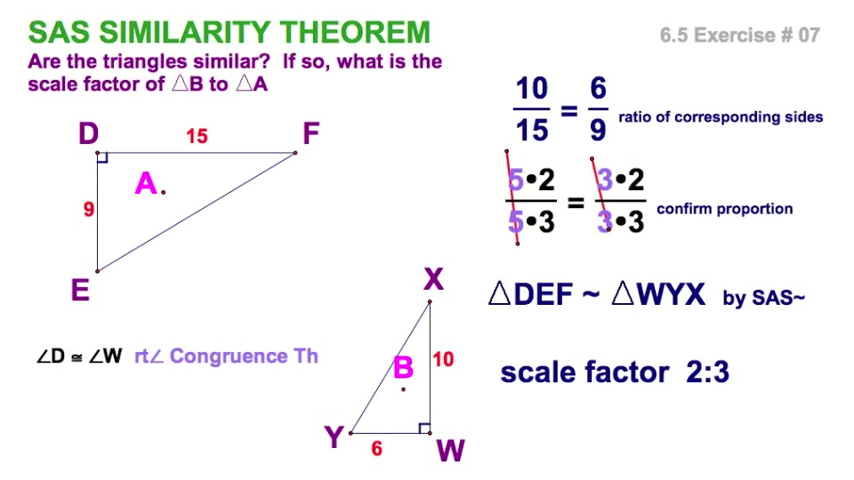 SAS SIMILARITY THEOREM
6.5 Exercise # 07
Are the triangles similar? If so, what is the
scale factor of △B to △A
10/15 = 6/9 ratio of corresponding sides
D 15 F
A.
9
E
5•2/5•3 = 3•2/3•3 confirm proportion
△DEF ~ △WYX by SAS~
∠D ≅ ∠W rt∠ Congruence Th
X
B 10
Y 6 W
scale factor 2:3